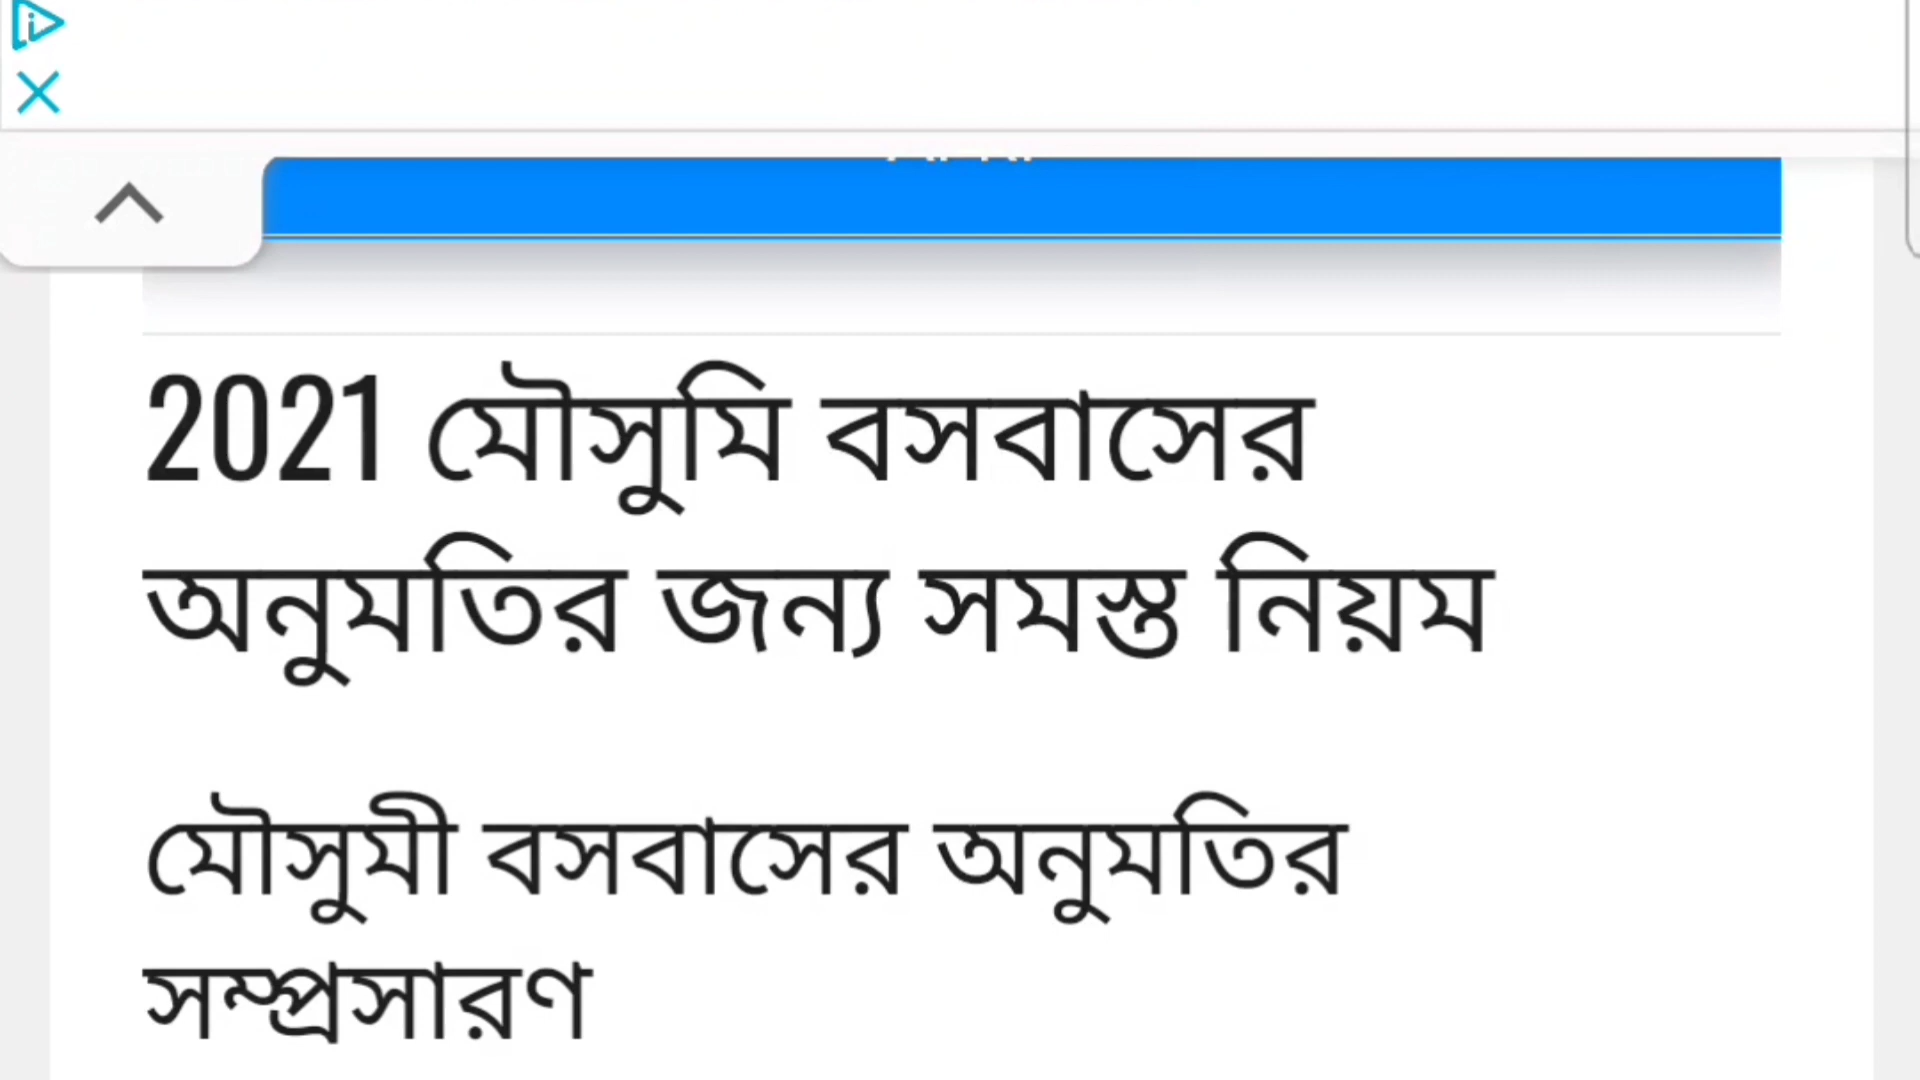 2021 মৌসুমি বসবাসের
অনুমতির জন্য সমস্ত নিয়ম
মৌসুমী বসবাসের অনুমতির
সম্প্রসারণ